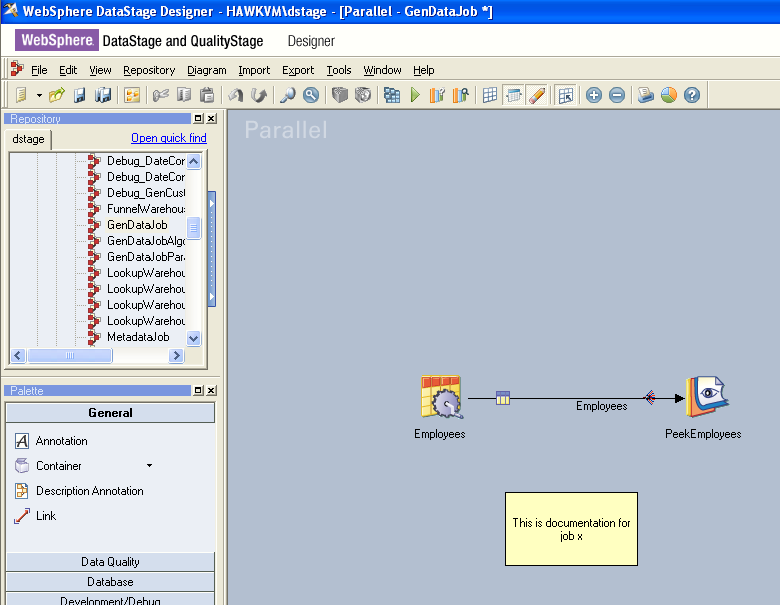 WebSphere DataStage Designer - HAWKVM\dstage - [Parallel - GenDataJob *]
WebSphere. DataStage and QualityStage Designer
File Edit View Repository Diagram Import Export Tools Window Help
Repository
dstage Open quick find
Debug_DateCor
Debug_DateCor
Debug_GenCust
FunnelWarehou
GenDataJob
GenDataJobAlgo
GenDataJobPar
LookupWarehou
LookupWarehou
LookupWarehou
LookupWarehou
MetadataJob
Palette
General
Annotation
Container
Description Annotation
Link
Data Quality
Database
Development/Debug
Parallel
Employees
Employees
PeekEmployees
This is documentation for
job x